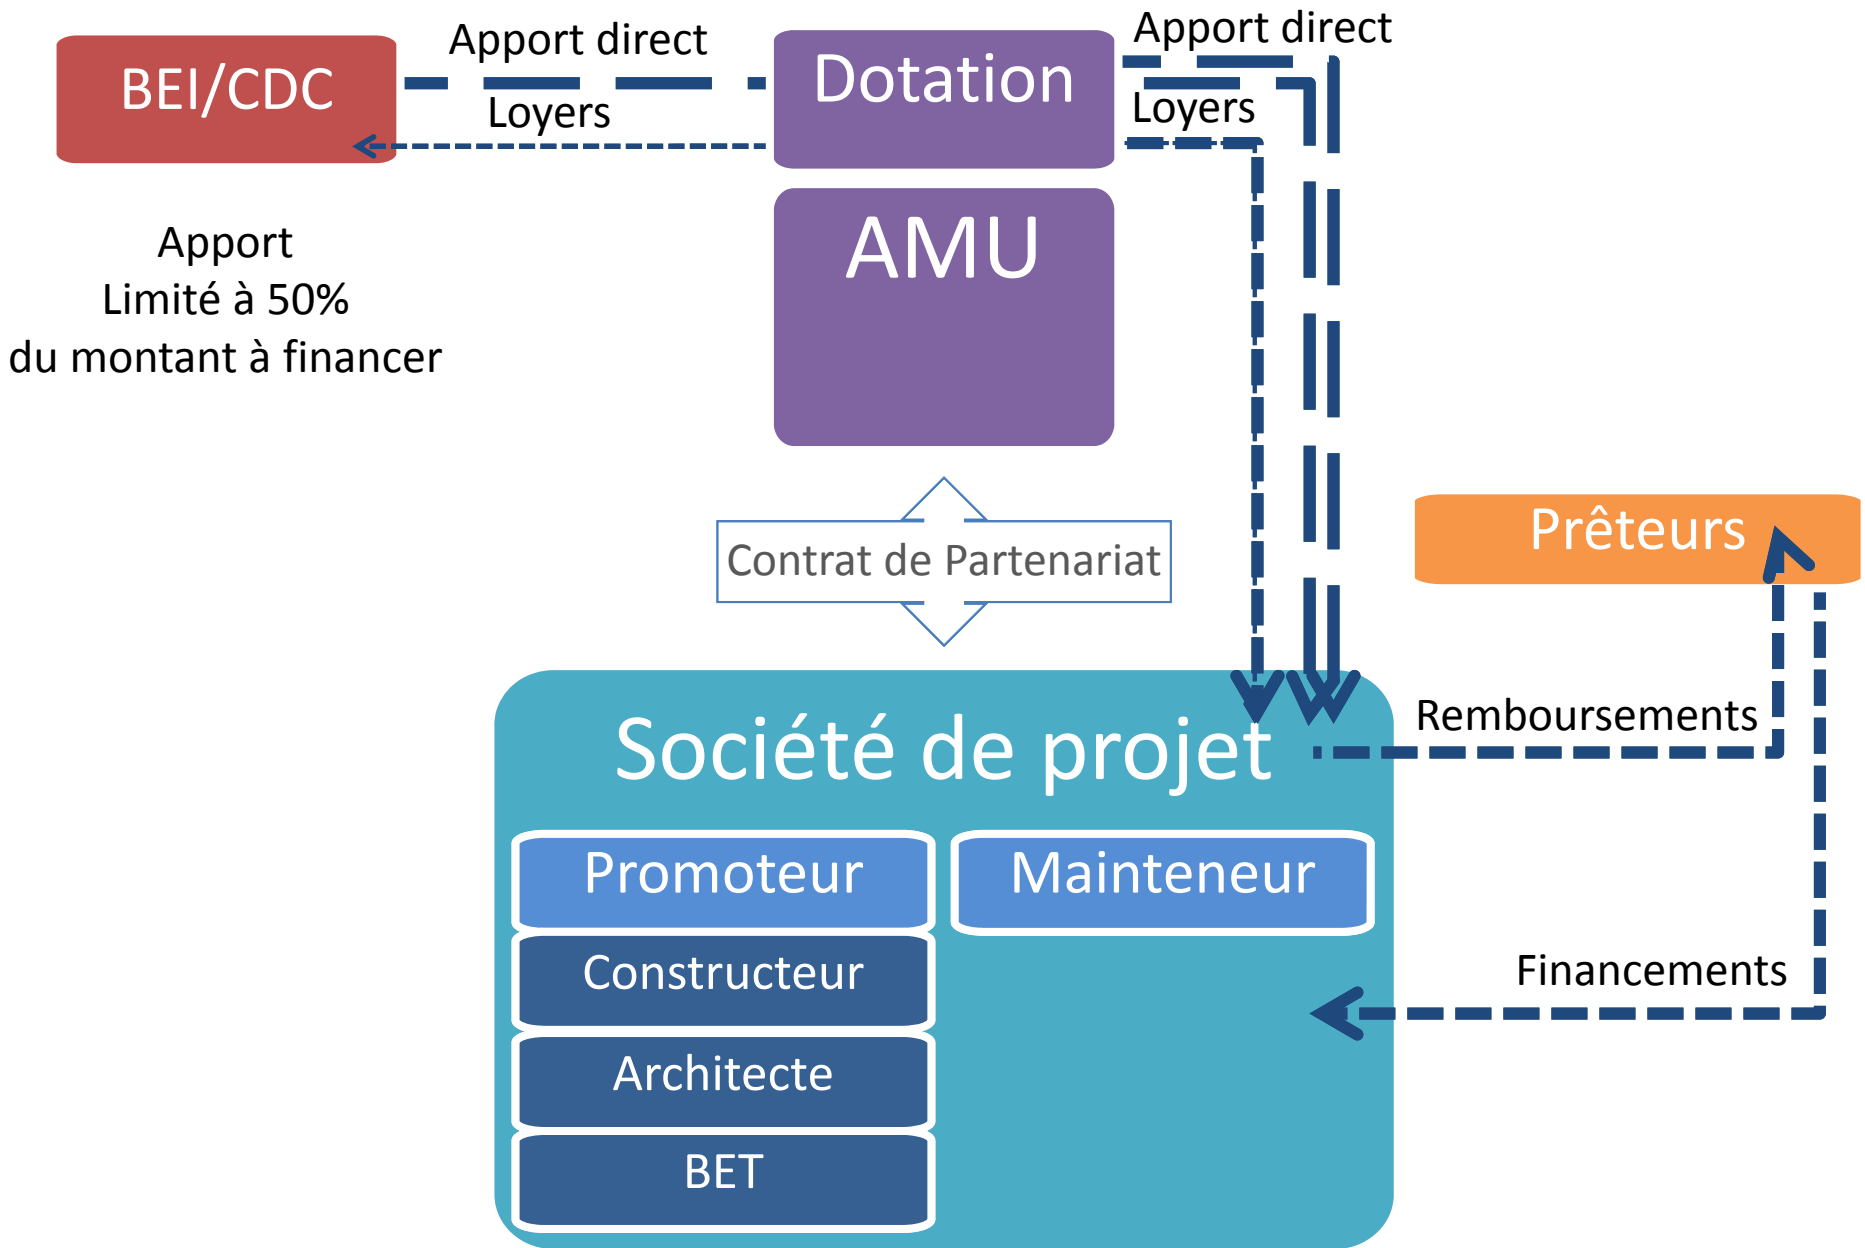 BEI/CDC
Apport direct
Loyers
Dotation
Apport direct
Loyers
Apport
Limité à 50%
du montant à financer
AMU
Contrat de Partenariat
Prêteurs
Société de projet
Remboursements
Promoteur
Mainteneur
Constructeur
Financements
Architecte
BET